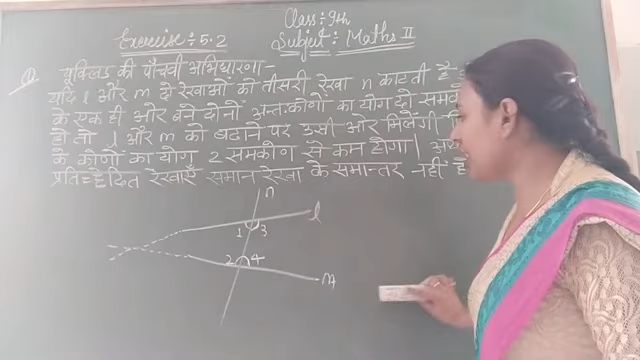 Class÷9th
Exercise÷5.2
Subject: Maths II
Q. यूक्लिड की पाँचवी अभिधारणा-
यदि l और m दो रेखाओं को तीसरी रेखा n काटती है
के एक ही ओर बने दोनों अन्तःकोणों का योग दो
हो तो l और m को बढाने पर उसी ओर मिलेंगी
के कोणों का योग 2 समकोण से कम होगा।
प्रतिच्छेदित रेखाएँ समान रेखा के समान्तर नहीं
n
l
1 3
2 4
m